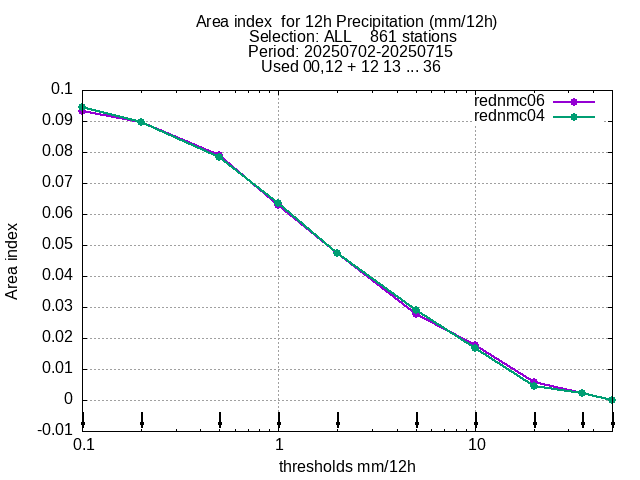 Area index  for 12h Precipitation (mm/12h)
Selection: ALL    861 stations
Period: 20250702-20250715
Used 00,12 + 12 13 ... 36
rednmc06
rednmc04
0.1
0.09
0.08
0.07
0.06
0.05
0.04
0.03
0.02
0.01
0
-0.01
Area index
0.1 1 10
thresholds mm/12h